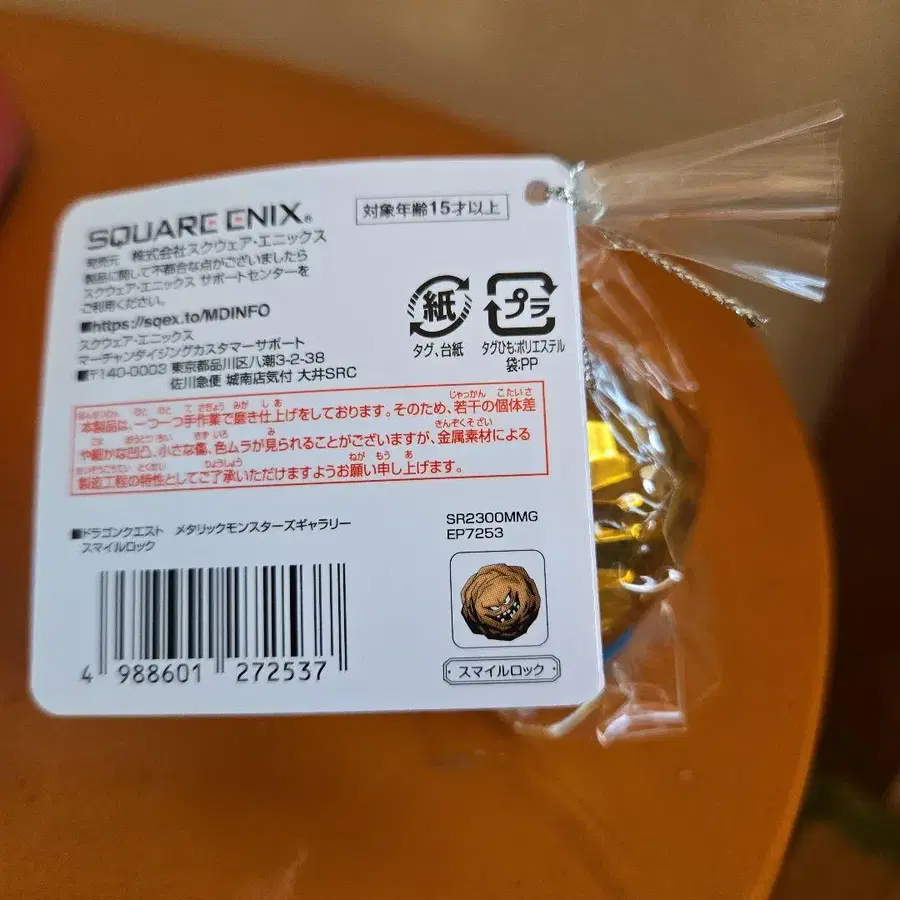 SQUARE ENIX®
対象年齢15才以上
発売元 株式会社スクウェア・エニックス
製品に関して不都合な点がございましたら
スクウェア・エニックス サポートセンターを
ご利用ください。
■https://sqex.to/MDINFO
スクウェア・エニックス
マーチャンダイジングカスタマーサポート
■〒140-0003 東京都品川区八潮3-2-38
佐川急便 城南店気付 大井SRC
紙
タグ、台紙
プラ
タグひも:ポリエステル
袋:PP
本製品は、一つ一つ手作業で磨き仕上げをしております。そのため、若干の個体差
や細かな凹凸、小さな傷、色ムラが見られることがございますが、金属素材による
製造工程の特性としてご了承いただけますようお願い申し上げます。
■ドラゴンクエスト メタリックモンスターズギャラリー
スマイルロック
SR2300MMG
EP7253
4 988601 272537
スマイルロック